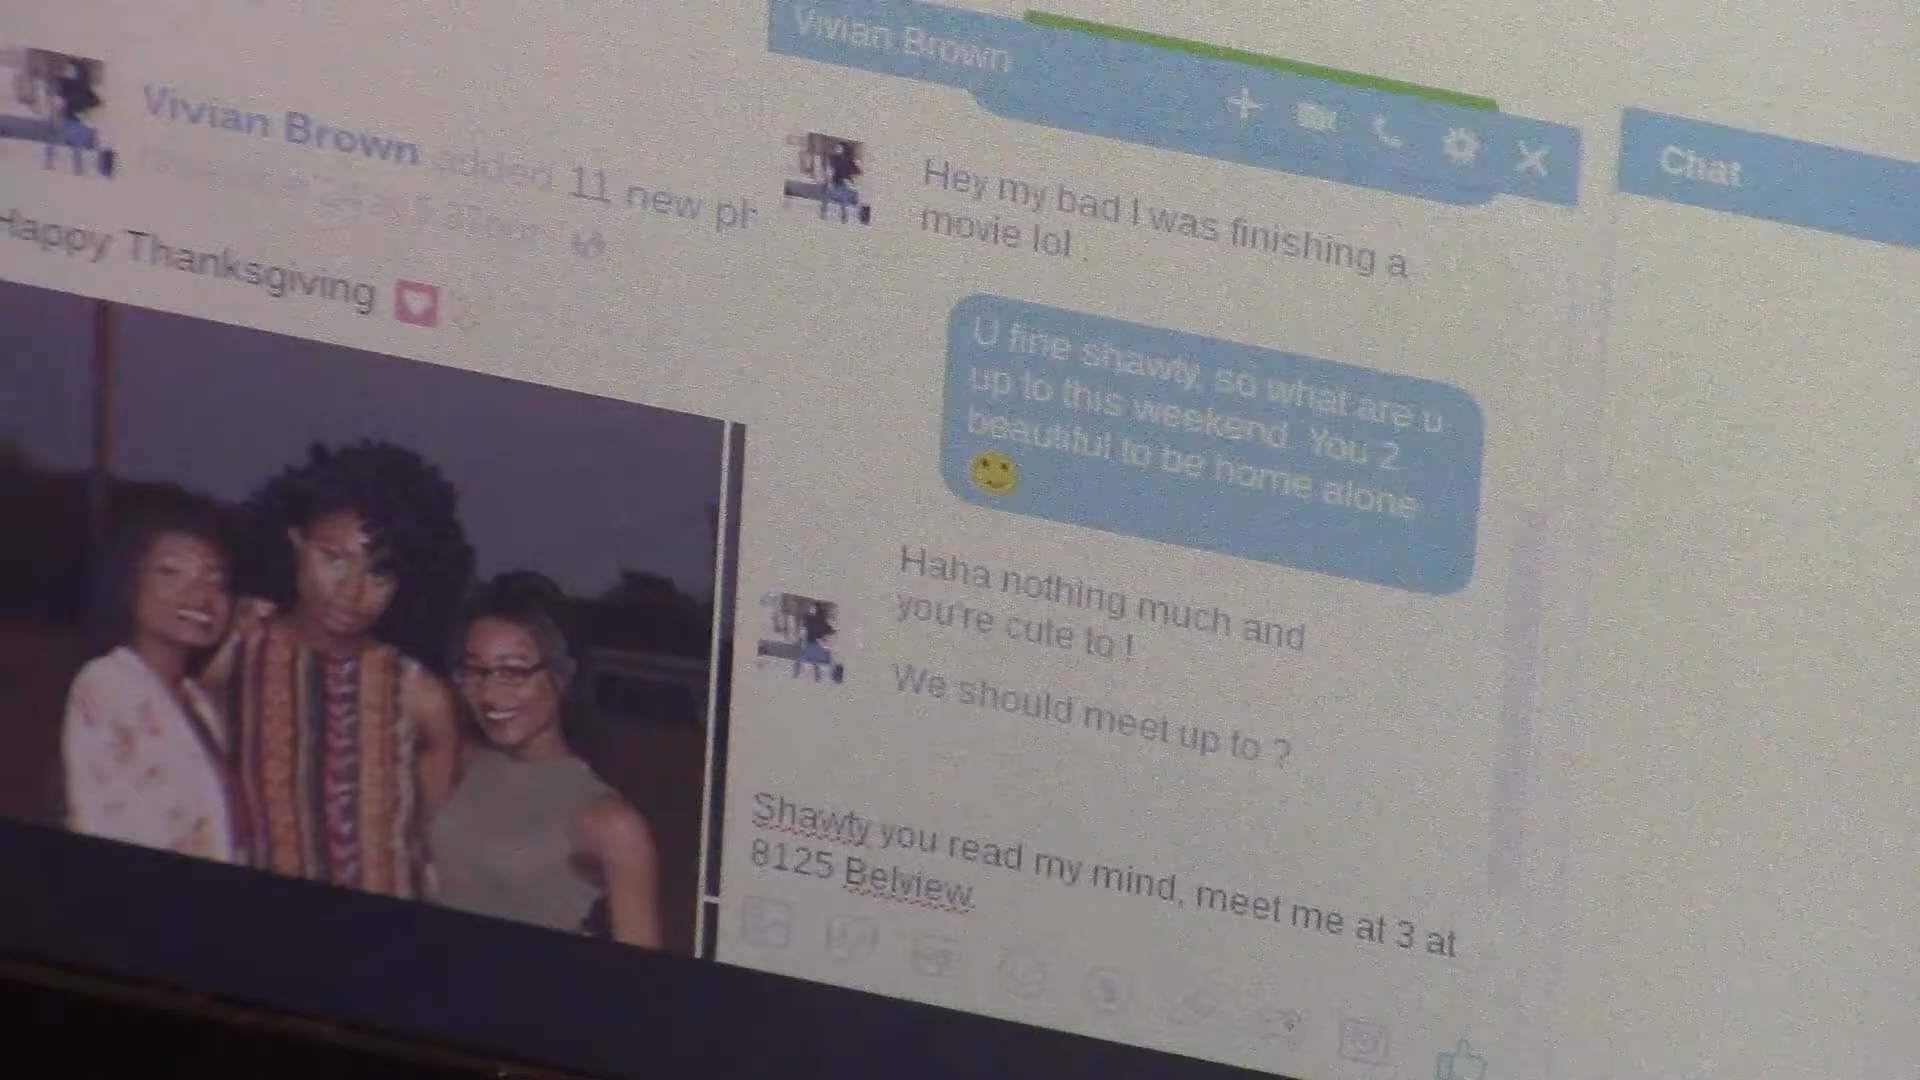 Vivian Brown
Vivian Brown added 11 new ph
Happy Thanksgiving
Hey my bad I was finishing a
movie lol .
U fine shawty, so what are u
up to this weekend. You 2
beautiful to be home alone
Haha nothing much and
you're cute to !
We should meet up to ?
Shawty you read my mind, meet me at 3 at
8125 Belview.
Chat